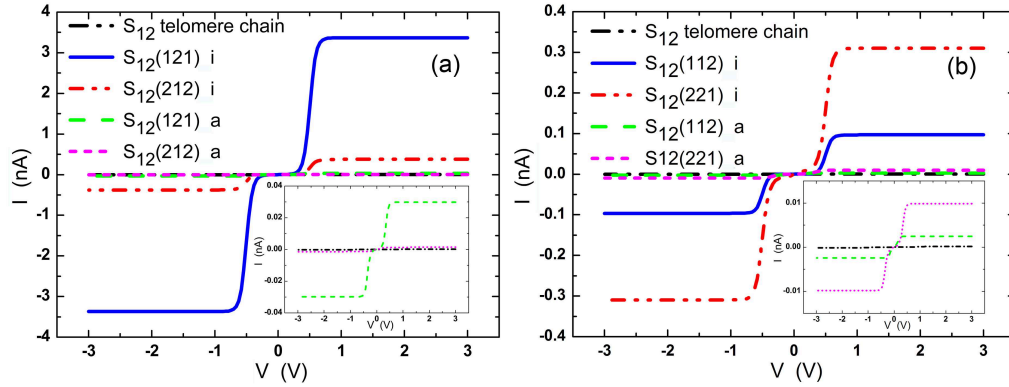 S12 telomere chain
S12(121) i
S12(212) i
S12(121) a
S12(212) a
(a)
I (nA)
4
3
2
1
0
-1
-2
-3
-4
-3 -2 -1 0 1 2 3
V (V)
I (nA)
0.04
0.02
0.00
-0.02
-0.04
-3 -2 -1 0 1 2 3
V (V)
S12 telomere chain
S12(112) i
S12(221) i
S12(112) a
S12(221) a
(b)
I (nA)
0.4
0.3
0.2
0.1
0.0
-0.1
-0.2
-0.3
-0.4
-3 -2 -1 0 1 2 3
V (V)
I (nA)
0.01
0.00
-0.01
-3 -2 -1 0 1 2 3
V (V)